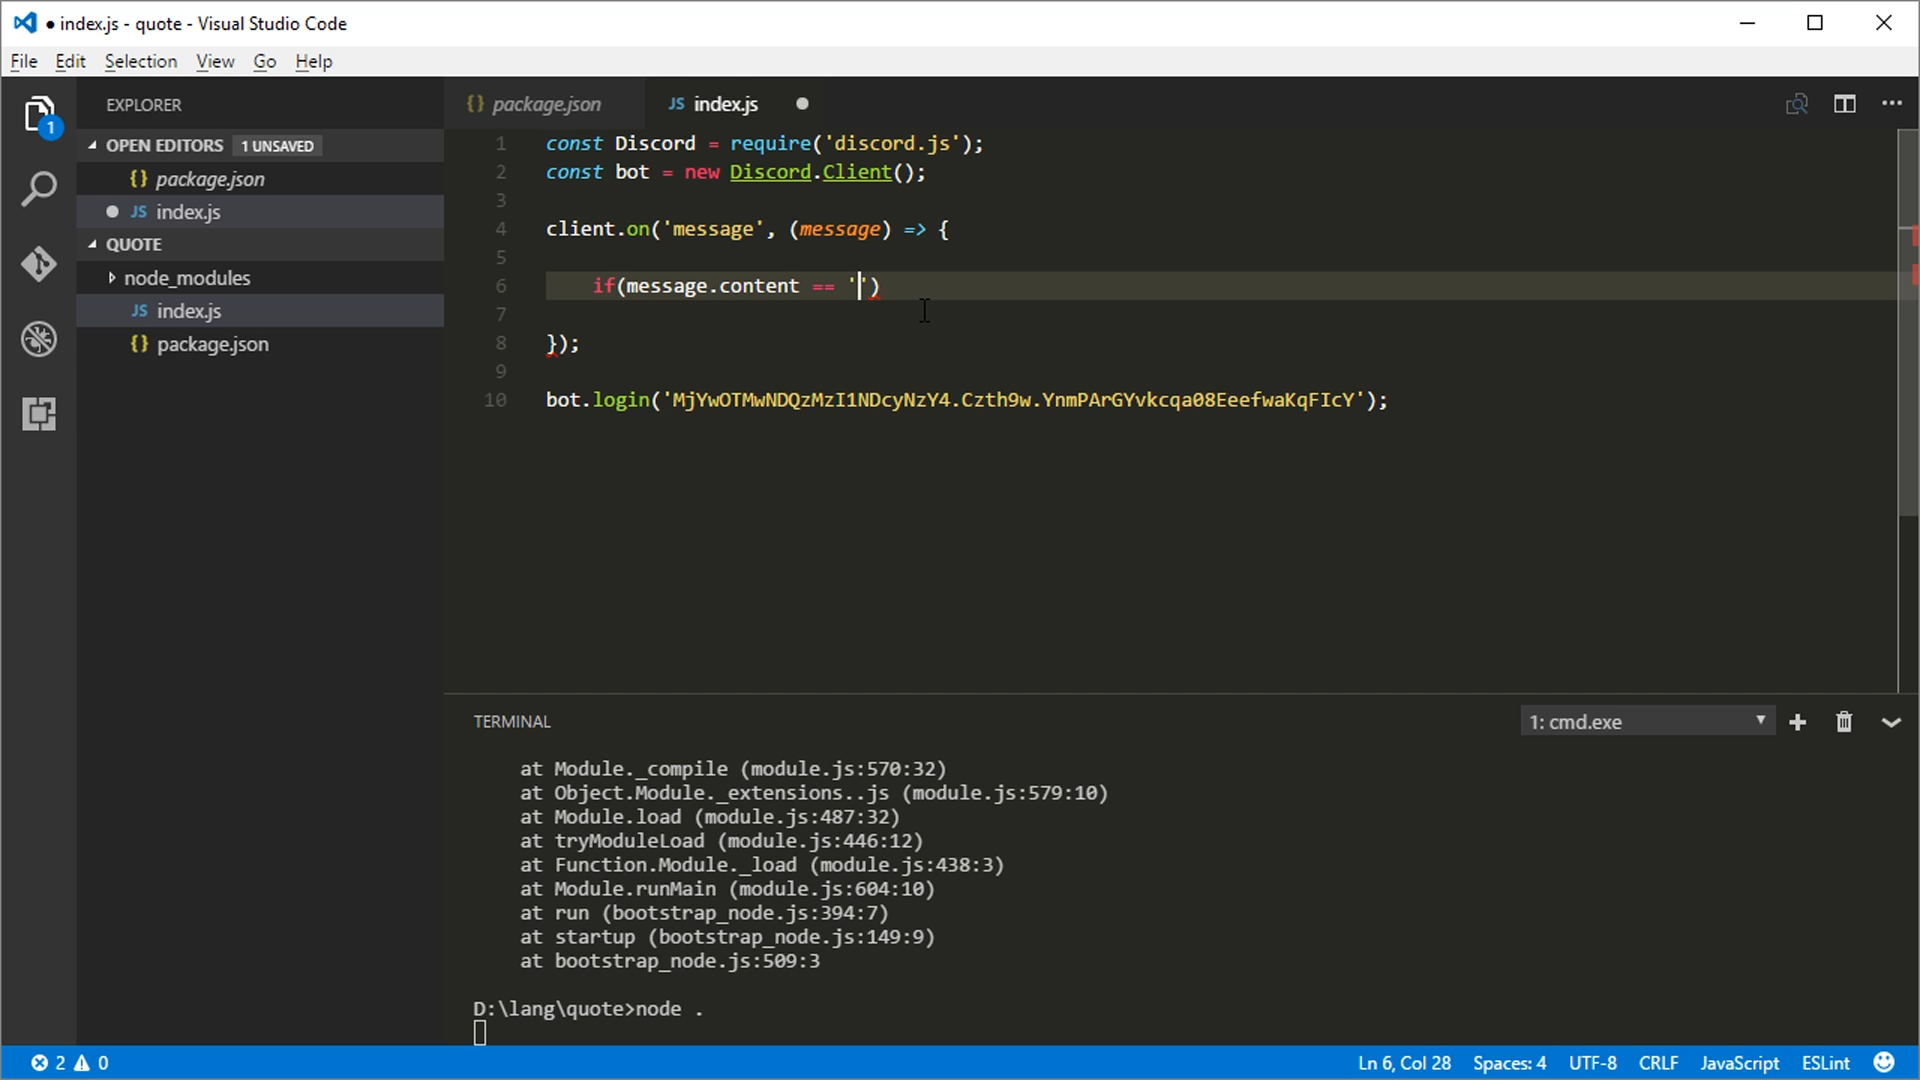 ● index.js - quote - Visual Studio Code
File Edit Selection View Go Help
EXPLORER
1
OPEN EDITORS 1 UNSAVED
{} package.json
● JS index.js
QUOTE
node_modules
JS index.js
{} package.json
{} package.json JS index.js ●
1 const Discord = require('discord.js');
2 const bot = new Discord.Client();
3
4 client.on('message', (message) => {
5
6 if(message.content == '')
7
8 });
9
10 bot.login('MjYwOTMwNDQzMzI1NDcyNzY4.Czth9w.YnmPArGYvkcqa08EeefwaKqFIcY');
TERMINAL
1: cmd.exe
at Module._compile (module.js:570:32)
at Object.Module._extensions..js (module.js:579:10)
at Module.load (module.js:487:32)
at tryModuleLoad (module.js:446:12)
at Function.Module._load (module.js:438:3)
at Module.runMain (module.js:604:10)
at run (bootstrap_node.js:394:7)
at startup (bootstrap_node.js:149:9)
at bootstrap_node.js:509:3
D:\lang\quote>node .
2 0
Ln 6, Col 28 Spaces: 4 UTF-8 CRLF JavaScript ESLint